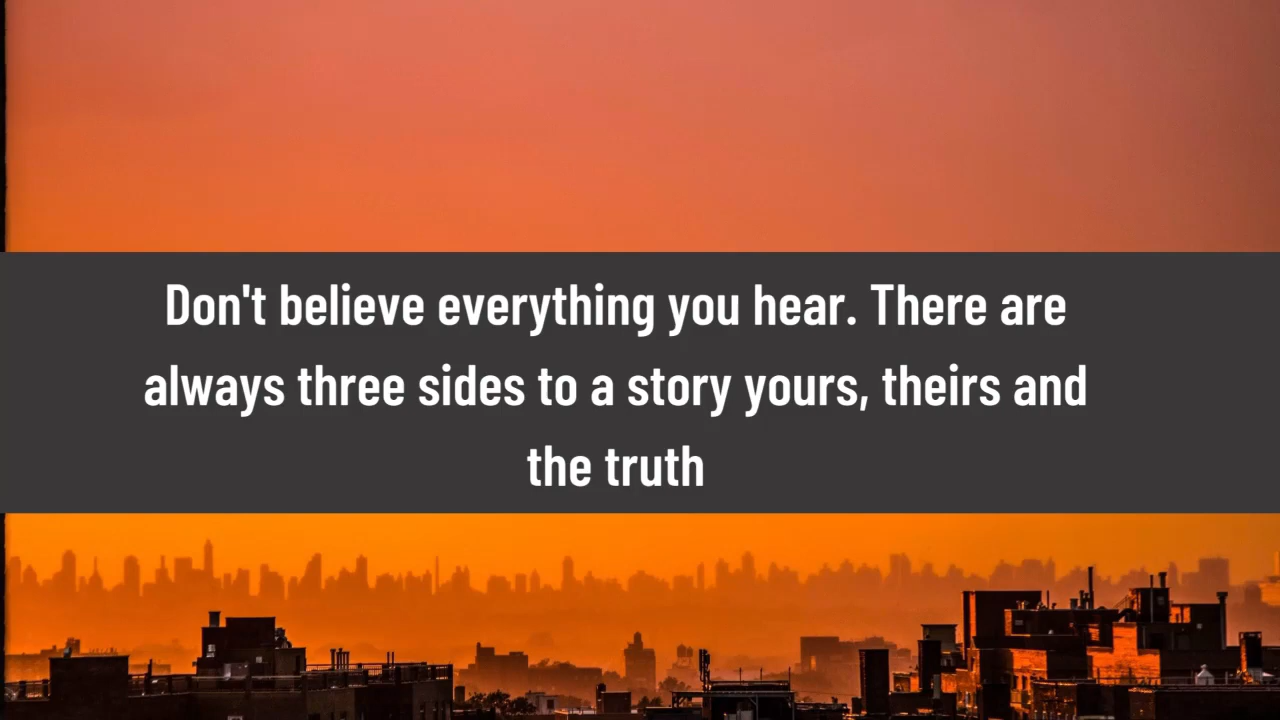 Don't believe everything you hear. There are
always three sides to a story yours, theirs and
the truth